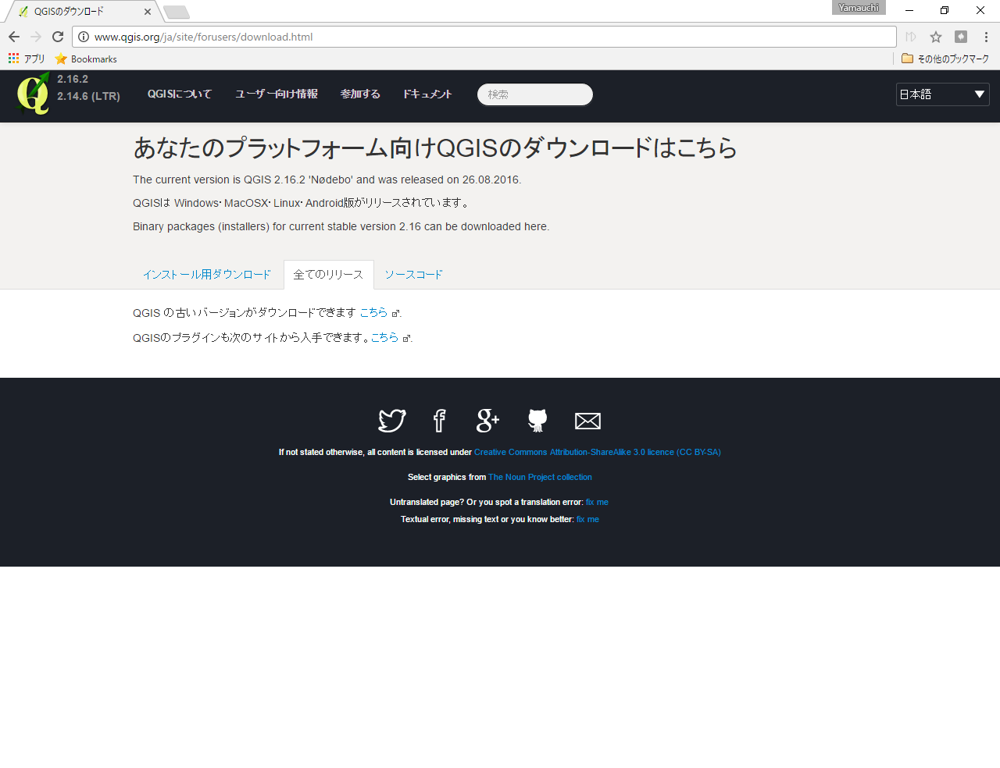 QGISのダウンロード
Yamauchi
www.qgis.org/ja/site/forusers/download.html
アプリ
Bookmarks
その他のブックマーク
2.16.2
2.14.6 (LTR)
QGISについて
ユーザー向け情報
参加する
ドキュメント
検索
日本語
あなたのプラットフォーム向けQGISのダウンロードはこちら
The current version is QGIS 2.16.2 'Nødebo' and was released on 26.08.2016.
QGISは Windows・MacOSX・Linux・Android版がリリースされています。
Binary packages (installers) for current stable version 2.16 can be downloaded here.
インストール用ダウンロード
全てのリリース
ソースコード
QGIS の古いバージョンがダウンロードできます こちら.
QGISのプラグインも次のサイトから入手できます。こちら.
If not stated otherwise, all content is licensed under Creative Commons Attribution-ShareAlike 3.0 licence (CC BY-SA)
Select graphics from The Noun Project collection
Untranslated page? Or you spot a translation error: fix me
Textual error, missing text or you know better: fix me